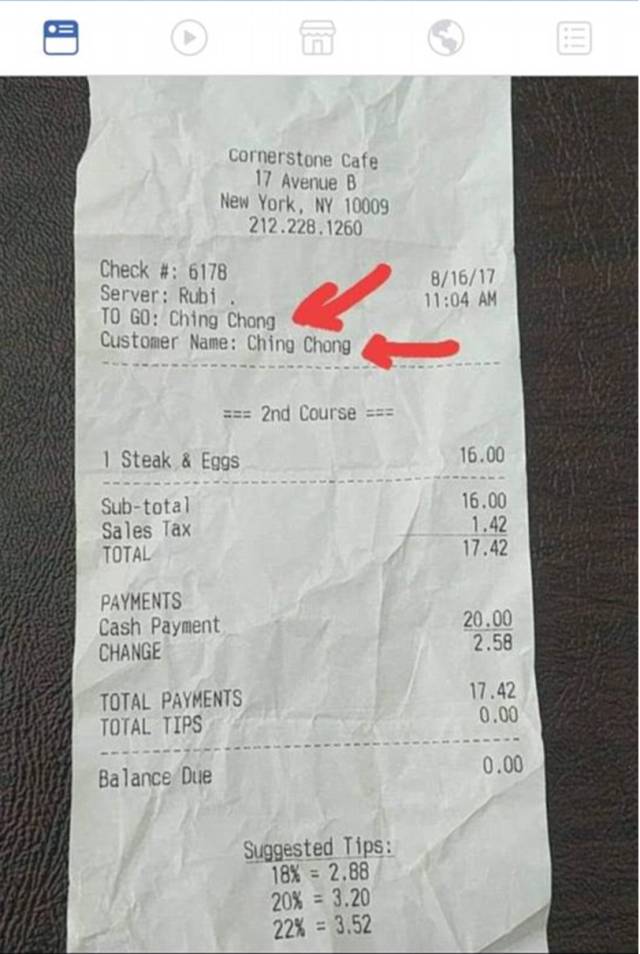 Cornerstone Cafe
17 Avenue B
New York, NY 10009
212.228.1260
Check #: 6178 8/16/17
Server: Rubi . 11:04 AM
TO GO: Ching Chong
Customer Name: Ching Chong
=== 2nd Course ===
1 Steak & Eggs 16.00
Sub-total 16.00
Sales Tax 1.42
TOTAL 17.42
PAYMENTS
Cash Payment 20.00
CHANGE 2.58
TOTAL PAYMENTS 17.42
TOTAL TIPS 0.00
Balance Due 0.00
Suggested Tips:
18% = 2.88
20% = 3.20
22% = 3.52